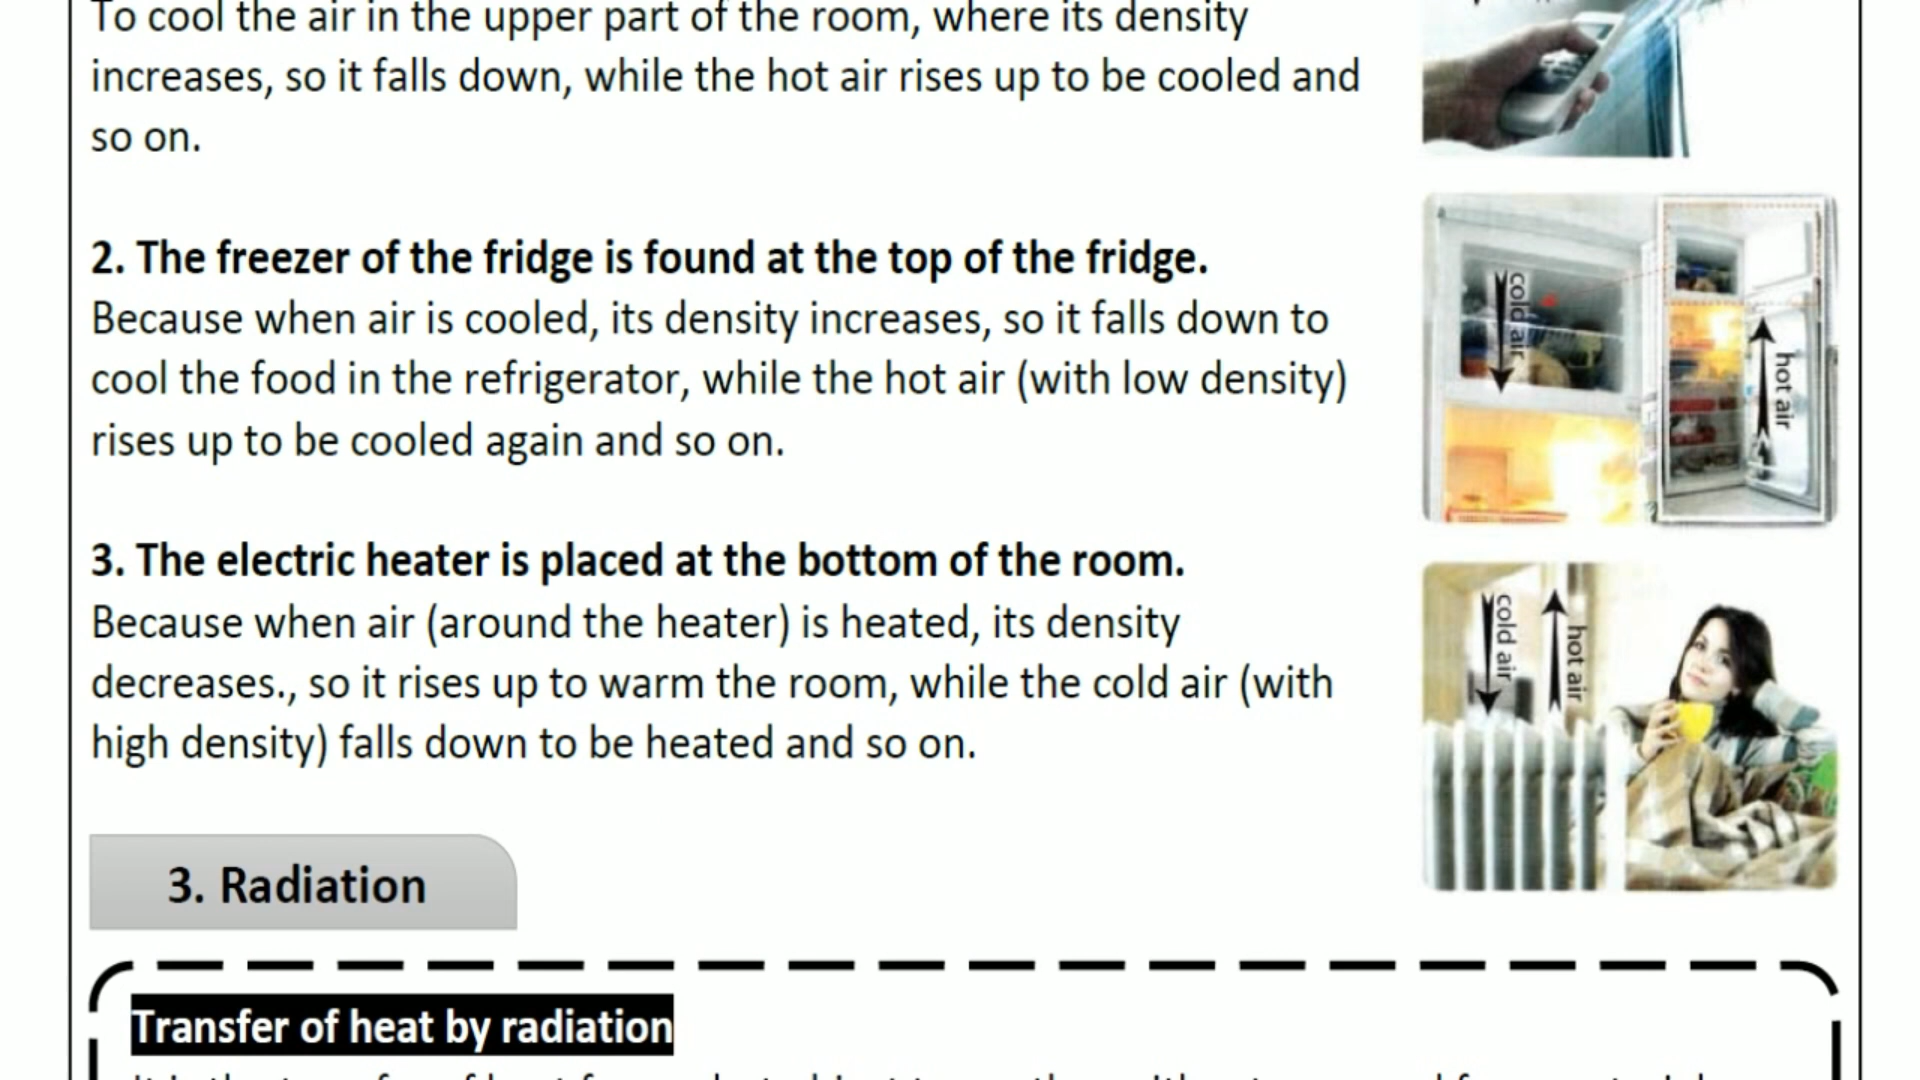 To cool the air in the upper part of the room, where its density
increases, so it falls down, while the hot air rises up to be cooled and
so on.
2. The freezer of the fridge is found at the top of the fridge.
Because when air is cooled, its density increases, so it falls down to
cool the food in the refrigerator, while the hot air (with low density)
rises up to be cooled again and so on.
cold air
hot air
3. The electric heater is placed at the bottom of the room.
Because when air (around the heater) is heated, its density
decreases., so it rises up to warm the room, while the cold air (with
high density) falls down to be heated and so on.
cold air
hot air
3. Radiation
Transfer of heat by radiation